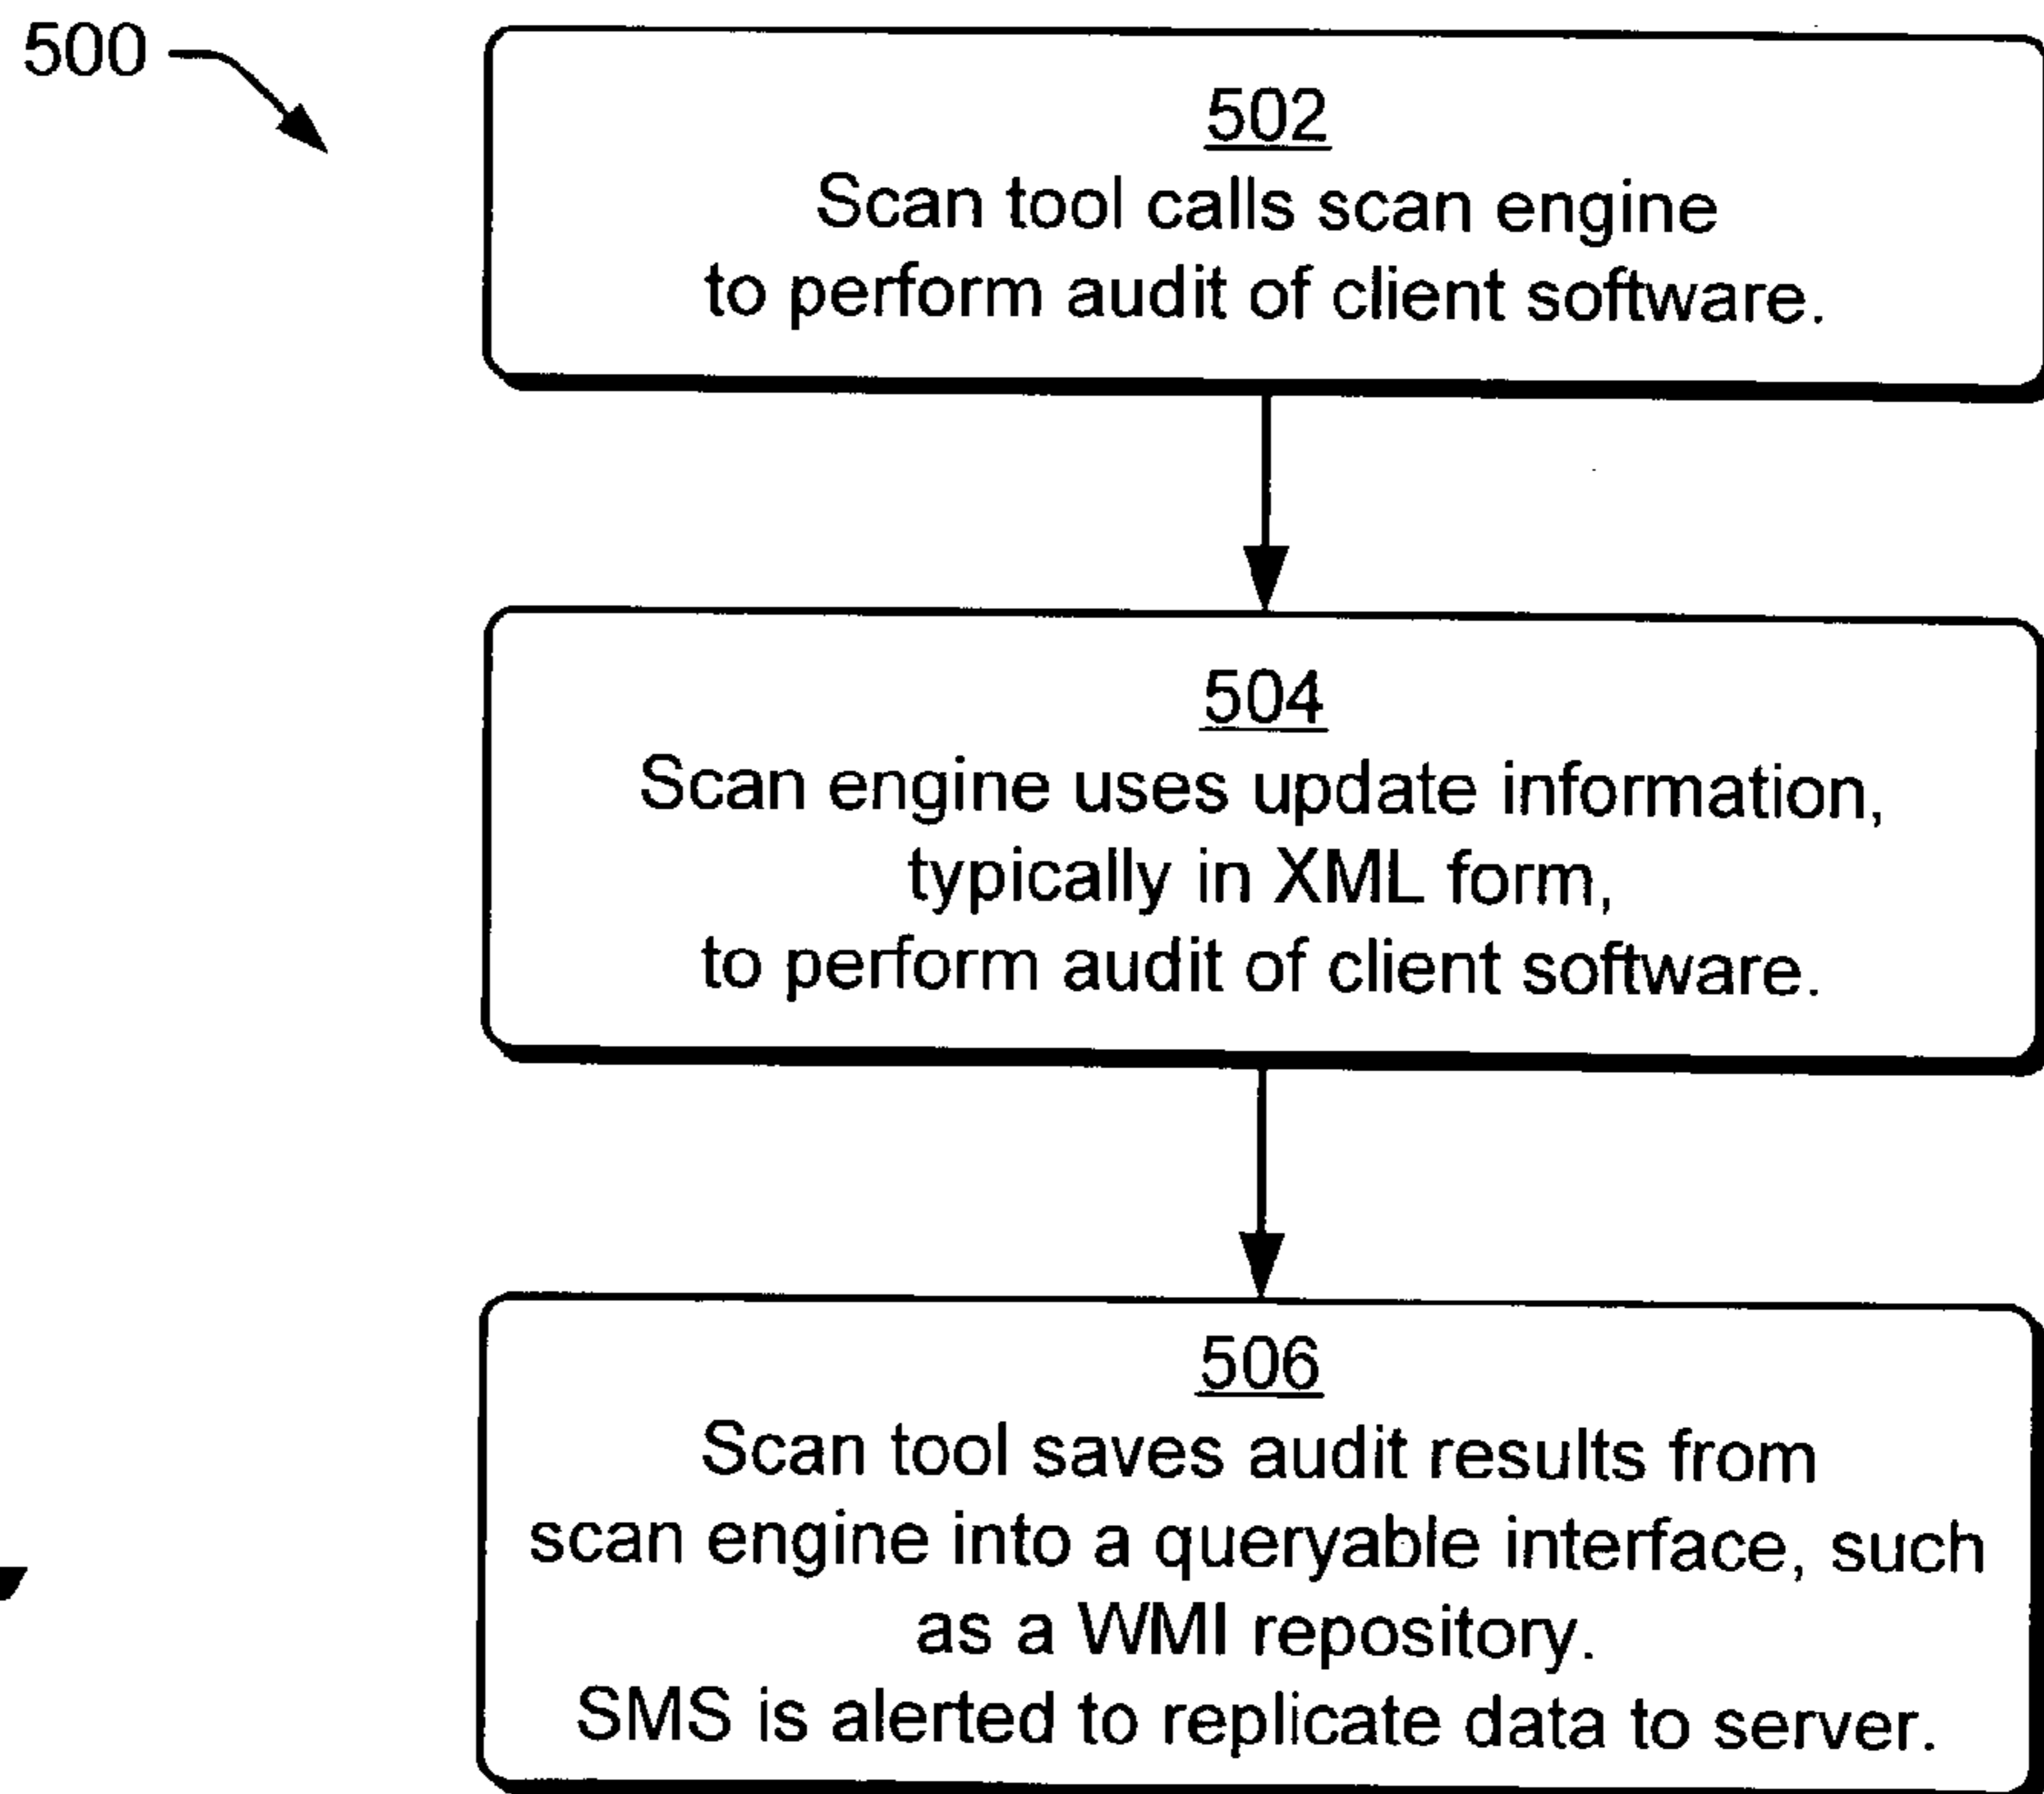 500
502
Scan tool calls scan engine
to perform audit of client software.
504
Scan engine uses update information,
typically in XML form,
to perform audit of client software.
506
Scan tool saves audit results from
scan engine into a queryable interface, such
as a WMI repository.
SMS is alerted to replicate data to server.